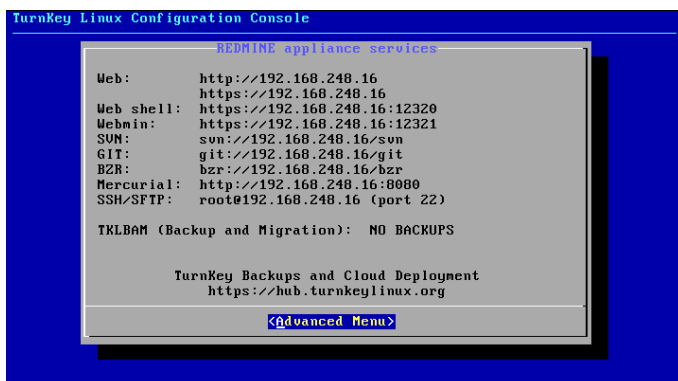 TurnKey Linux Configuration Console
REDMINE appliance services
Web: http://192.168.248.16
https://192.168.248.16
Web shell: https://192.168.248.16:12320
Webmin: https://192.168.248.16:12321
SVN: svn://192.168.248.16/svn
GIT: git://192.168.248.16/git
BZR: bzr://192.168.248.16/bzr
Mercurial: http://192.168.248.16:8080
SSH/SFTP: root@192.168.248.16 (port 22)
TKLBAM (Backup and Migration): NO BACKUPS
TurnKey Backups and Cloud Deployment
https://hub.turnkeylinux.org
<Advanced Menu>